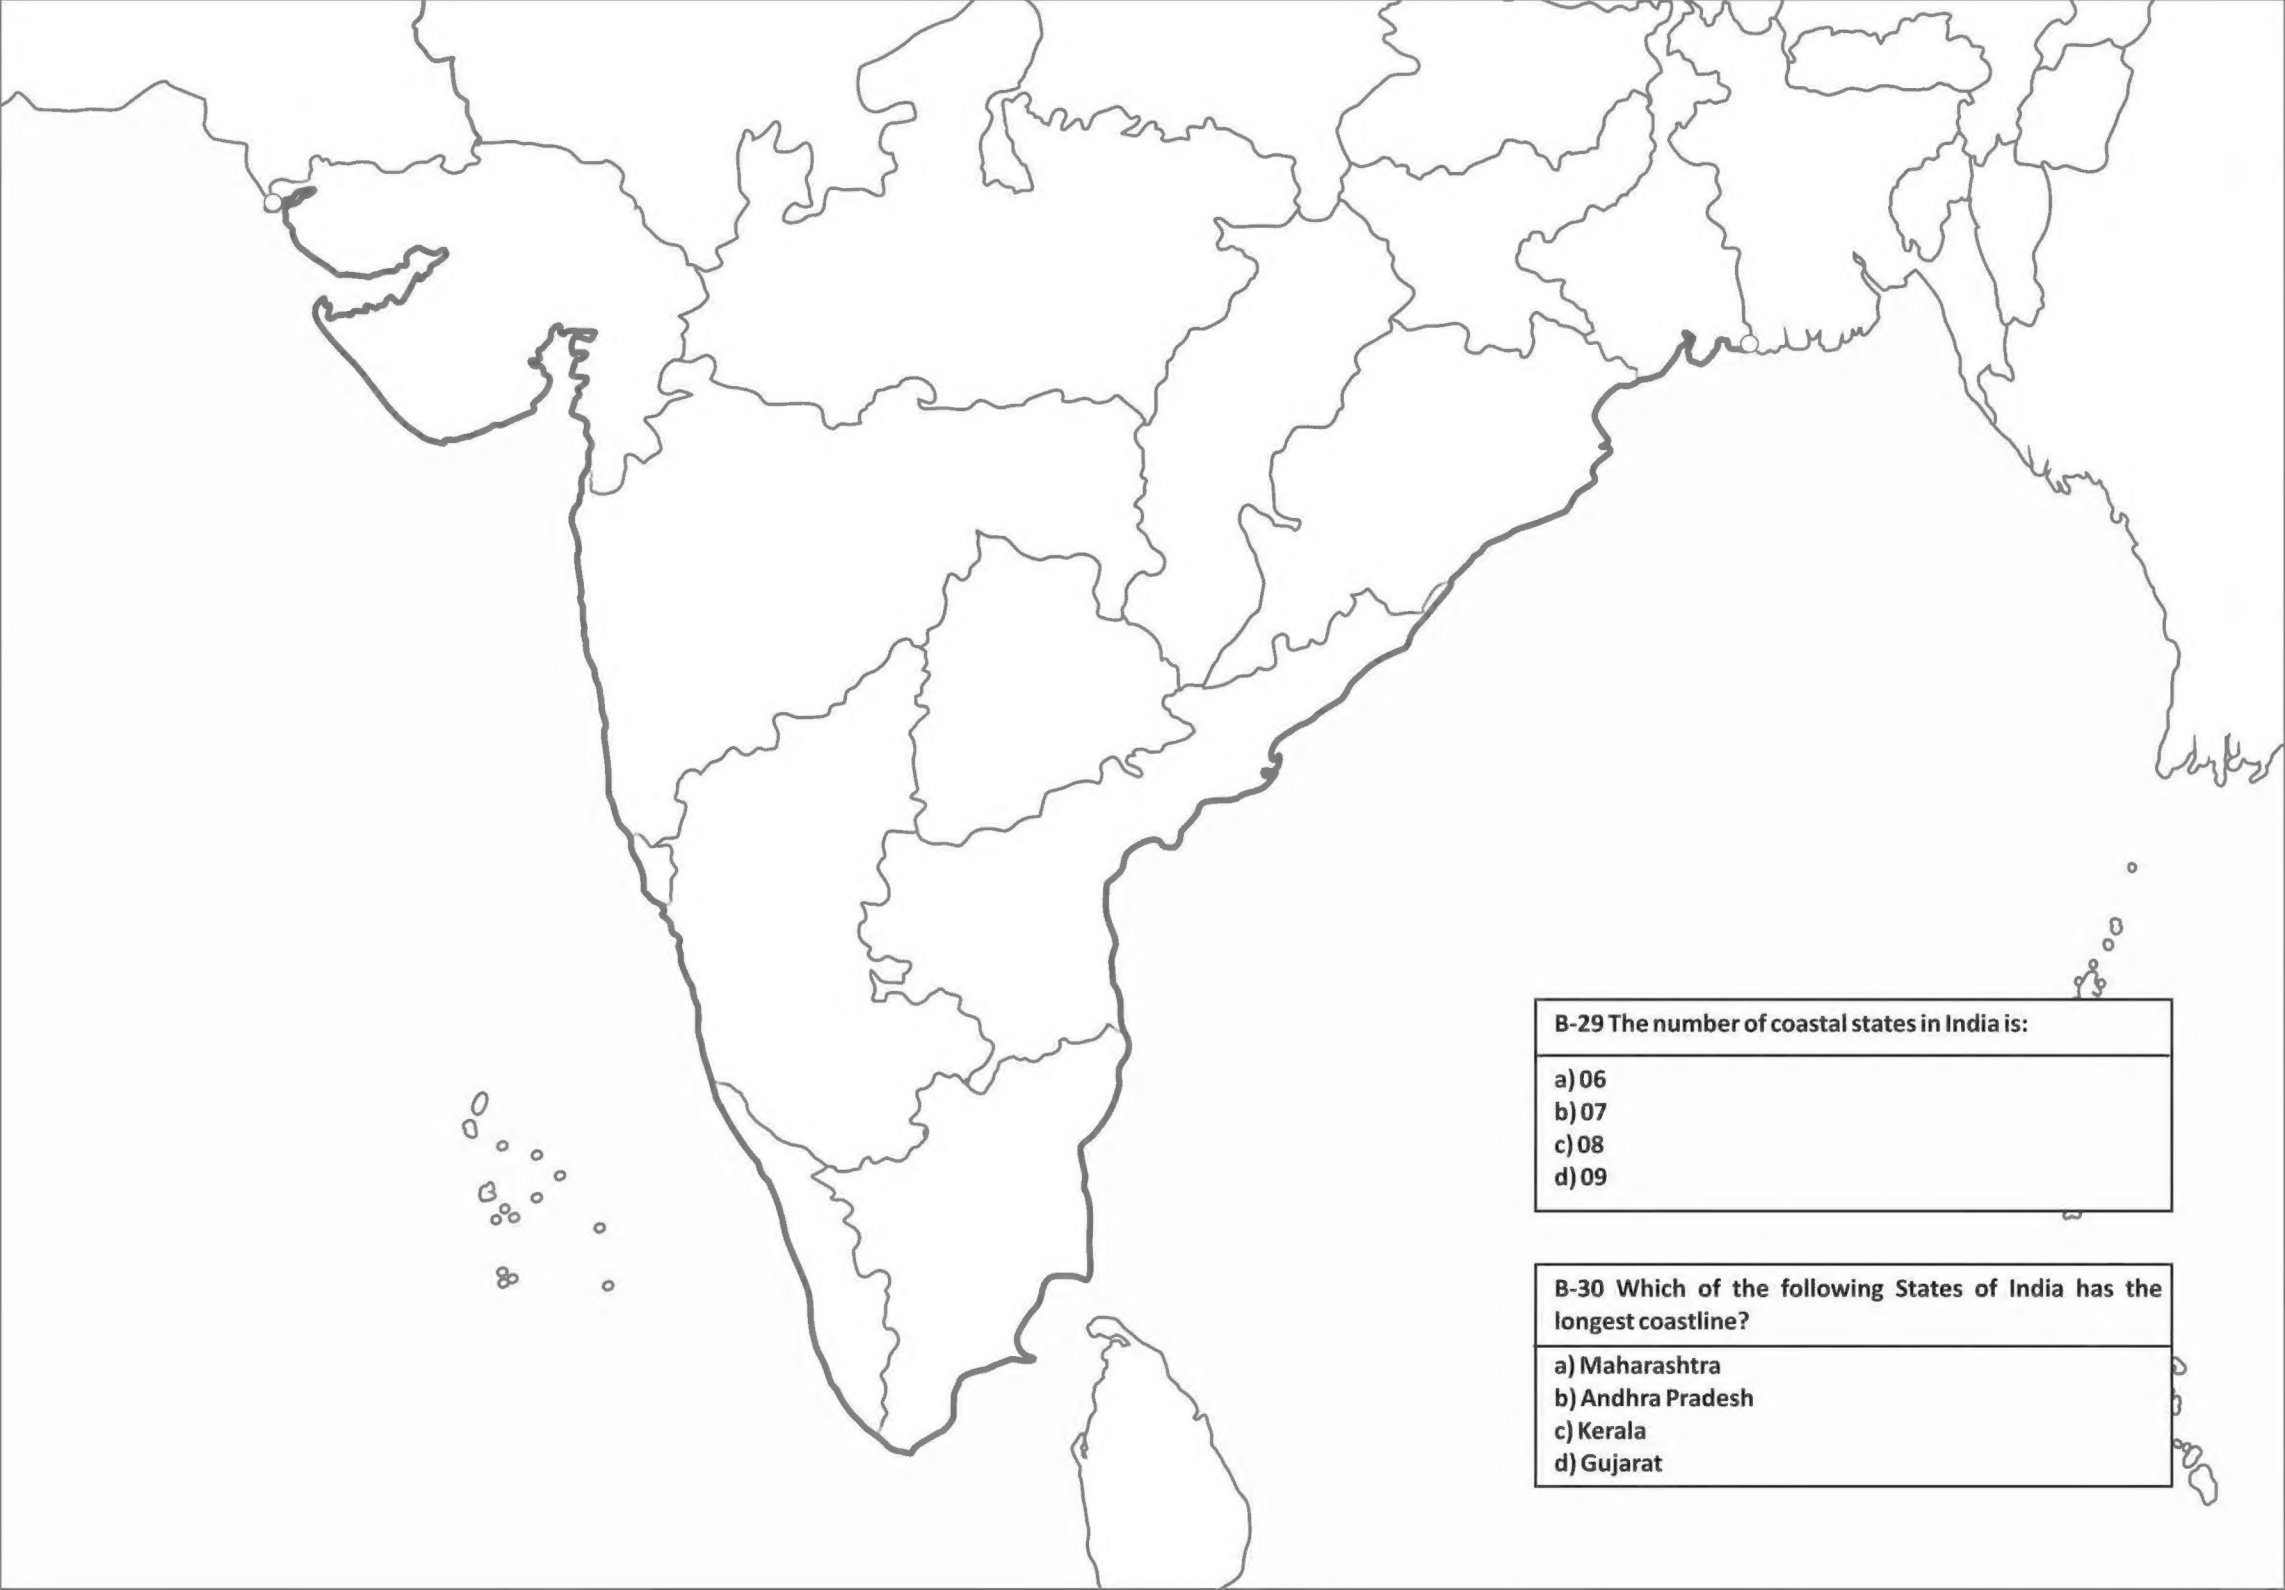 B-29 The number of coastal states in India is:
a) 06
b) 07
c) 08
d) 09
B-30 Which of the following States of India has the
longest coastline?
a) Maharashtra
b) Andhra Pradesh
c) Kerala
d) Gujarat